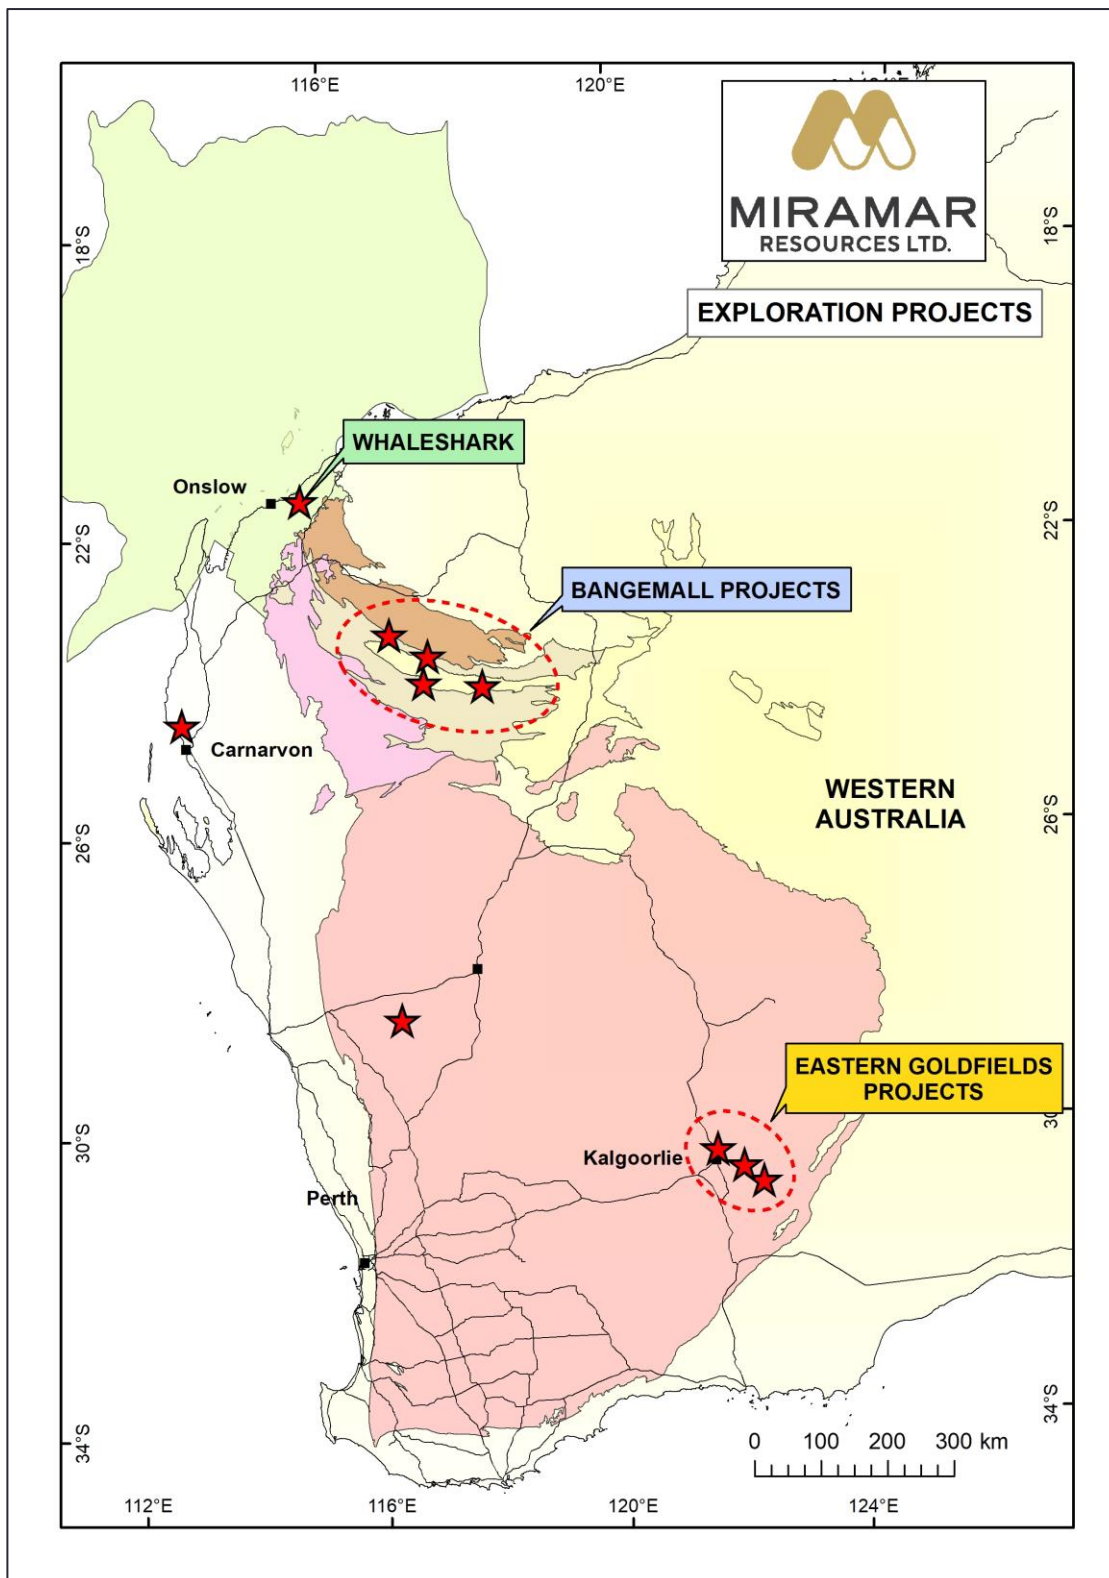 116°E
120°E
MIRAMAR
RESOURCES LTD.
18°S
18°S
EXPLORATION PROJECTS
WHALESHARK
Onslow
22°S
22°S
BANGEMALL PROJECTS
Carnarvon
WESTERN
AUSTRALIA
26°S
26°S
EASTERN GOLDFIELDS
PROJECTS
30°S
Kalgoorlie
Perth
34°S
34°S
0 100 200 300 km
112°E
116°E
120°E
124°E